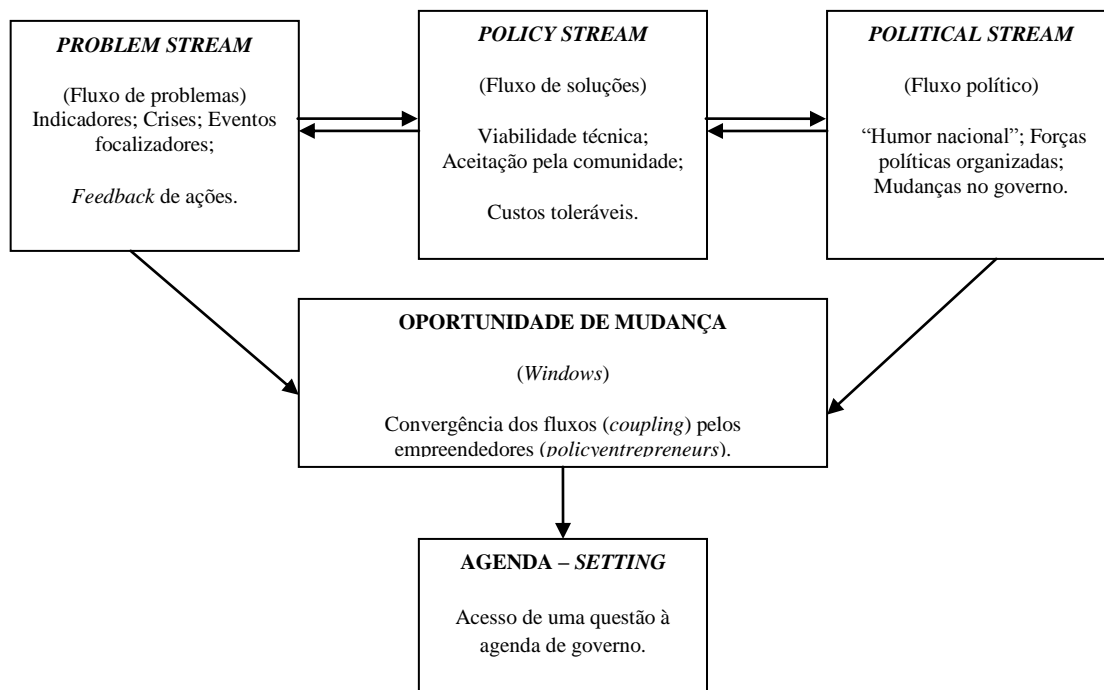 PROBLEM STREAM
(Fluxo de problemas)
Indicadores; Crises; Eventos
focalizadores;
Feedback de ações.
POLICY STREAM
(Fluxo de soluções)
Viabilidade técnica;
Aceitação pela comunidade;
Custos toleráveis.
POLITICAL STREAM
(Fluxo político)
“Humor nacional”; Forças
políticas organizadas;
Mudanças no governo.
OPORTUNIDADE DE MUDANÇA
(Windows)
Convergência dos fluxos (coupling) pelos
empreendedores (policyentrepreneurs).
AGENDA – SETTING
Acesso de uma questão à
agenda de governo.